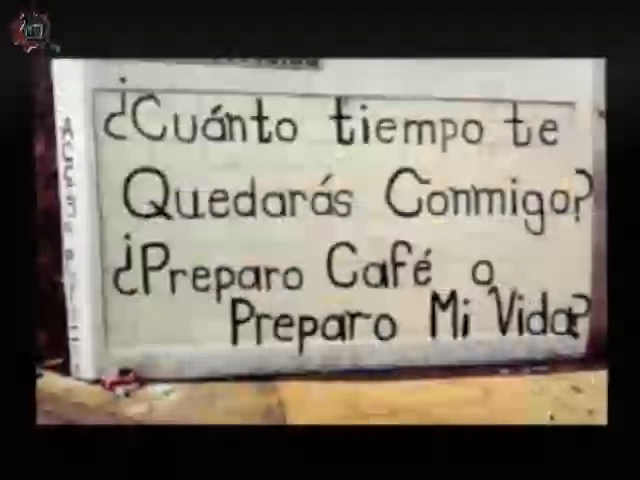 ¿Cuánto tiempo te
Quedarás Conmigo?
¿Preparo Café o
Preparo Mi Vida?